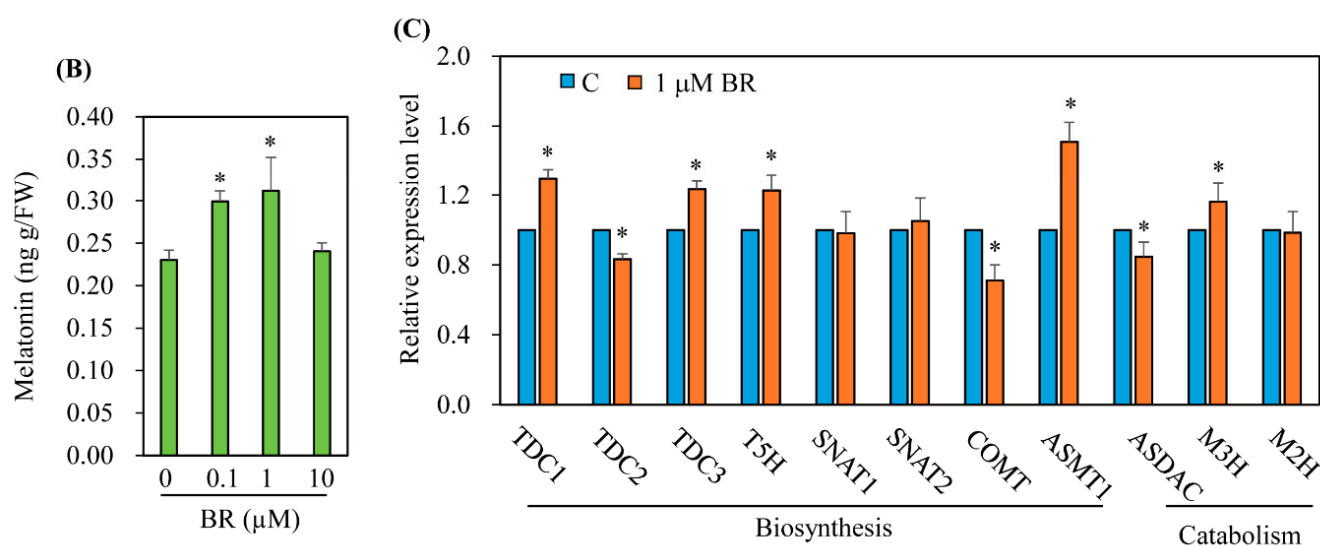 (B)
Melatonin (ng g/FW)
0.40
0.35
0.30
0.25
0.20
0.15
0.10
0.05
0.00
*
*
0
0.1
1
10
BR (μM)
(C)
Relative expression level
2.0
1.6
1.2
0.8
0.4
0.0
C
1 μM BR
*
*
*
*
*
*
*
*
TDC1
TDC2
TDC3
T5H
SNAT1
SNAT2
COMT
ASMT1
ASDAC
M3H
M2H
Biosynthesis
Catabolism